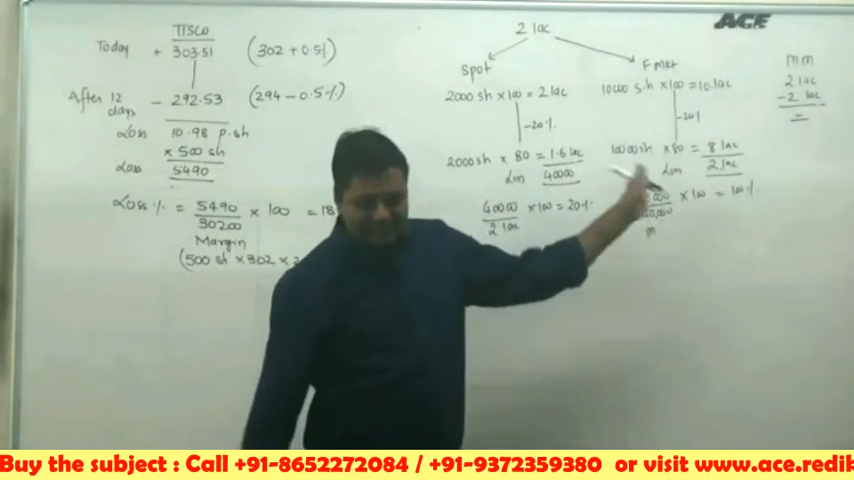 ACE
TISCO
Today + 303.51 (302 + 0.5%)
After 12 days - 292.53 (294 - 0.5%)
Loss 10.98 p.sh
× 500 sh
Loss 5490
Loss % = 5490 / 30200 × 100 = 18
Margin
(500 sh × 302 × 2
2 lac
Spot
2000 sh × 100 = 2 lac
-20%
2000 sh × 80 = 1.6 lac
Loss 40000
40000 / 2 lac × 100 = 20%
F mkt
10000 sh × 100 = 10 lac
-20%
10000 sh × 80 = 8 lac
Loss 2 lac
× 100 = 100%
m
mm
2 lac
-2 lac
=
Buy the subject : Call +91-8652272084 / +91-9372359380 or visit www.ace.redik